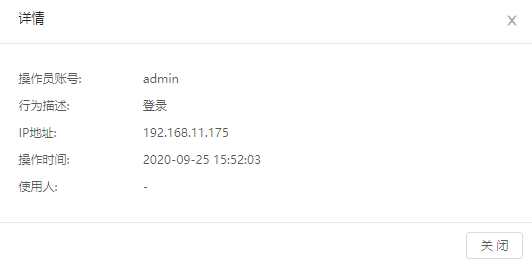 详情
操作员账号: admin
行为描述: 登录
IP地址: 192.168.11.175
操作时间: 2020-09-25 15:52:03
使用人: -
关 闭